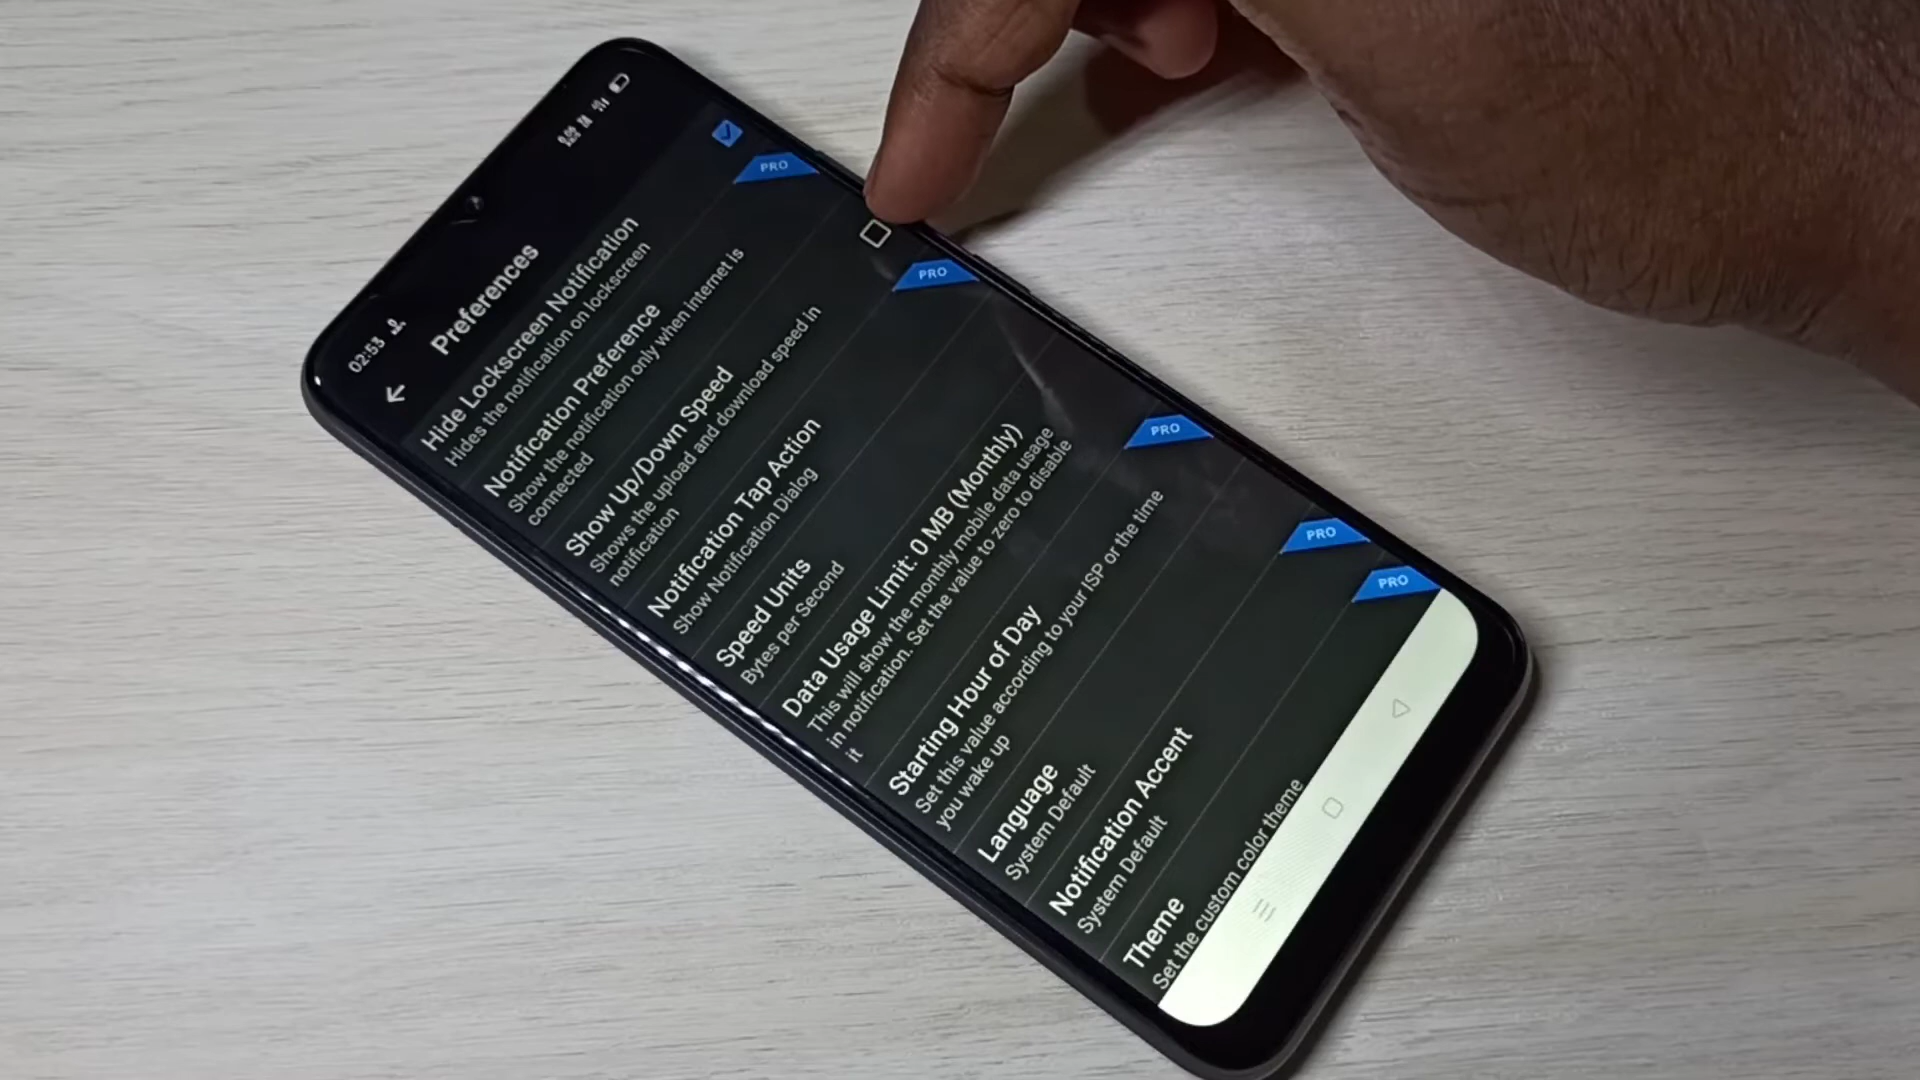 02:53
Preferences
Hide Lockscreen Notification
Hides the notification on lockscreen
PRO
Notification Preference
Show the notification only when internet is
connected
Show Up/Down Speed
Shows the upload and download speed in
notification
PRO
Notification Tap Action
Show Notification Dialog
Speed Units
Bytes per Second
Data Usage Limit: 0 MB (Monthly)
This will show the monthly mobile data usage
in notification. Set the value to zero to disable
it
PRO
Starting Hour of Day
Set this value according to your ISP or the time
you wake up
Language
System Default
PRO
Notification Accent
System Default
PRO
Theme
Set the custom color theme